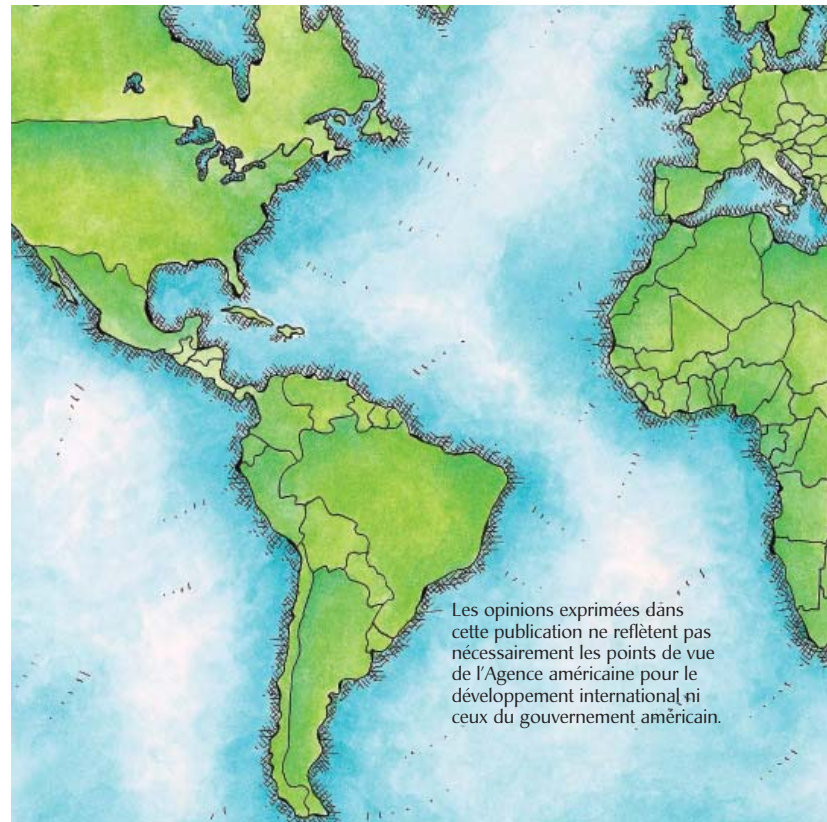 Les opinions exprimées dans
cette publication ne reflètent pas
nécessairement les points de vue
de l'Agence américaine pour le
développement international ni
ceux du gouvernement américain.